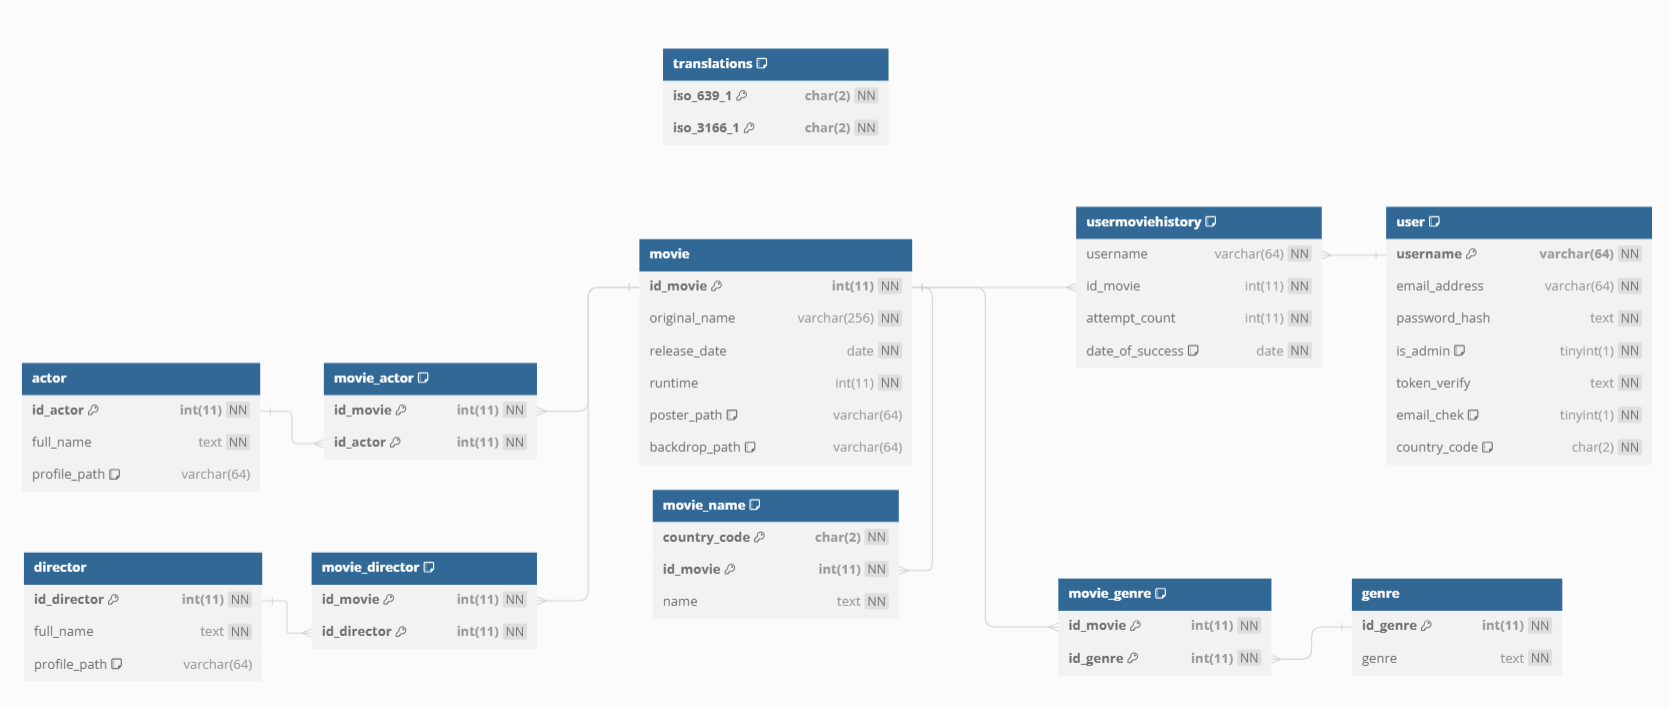 translations
iso_639_1 char(2) NN
iso_3166_1 char(2) NN
usermoviehistory
username varchar(64) NN
id_movie int(11) NN
attempt_count int(11) NN
date_of_success date NN
user
username varchar(64) NN
email_address varchar(64) NN
password_hash text NN
is_admin tinyint(1) NN
token_verify text NN
email_chek tinyint(1) NN
country_code char(2) NN
movie
id_movie int(11) NN
original_name varchar(256) NN
release_date date NN
runtime int(11) NN
poster_path varchar(64)
backdrop_path varchar(64)
actor
id_actor int(11) NN
full_name text NN
profile_path varchar(64)
movie_actor
id_movie int(11) NN
id_actor int(11) NN
movie_name
country_code char(2) NN
id_movie int(11) NN
name text NN
director
id_director int(11) NN
full_name text NN
profile_path varchar(64)
movie_director
id_movie int(11) NN
id_director int(11) NN
movie_genre
id_movie int(11) NN
id_genre int(11) NN
genre
id_genre int(11) NN
genre text NN